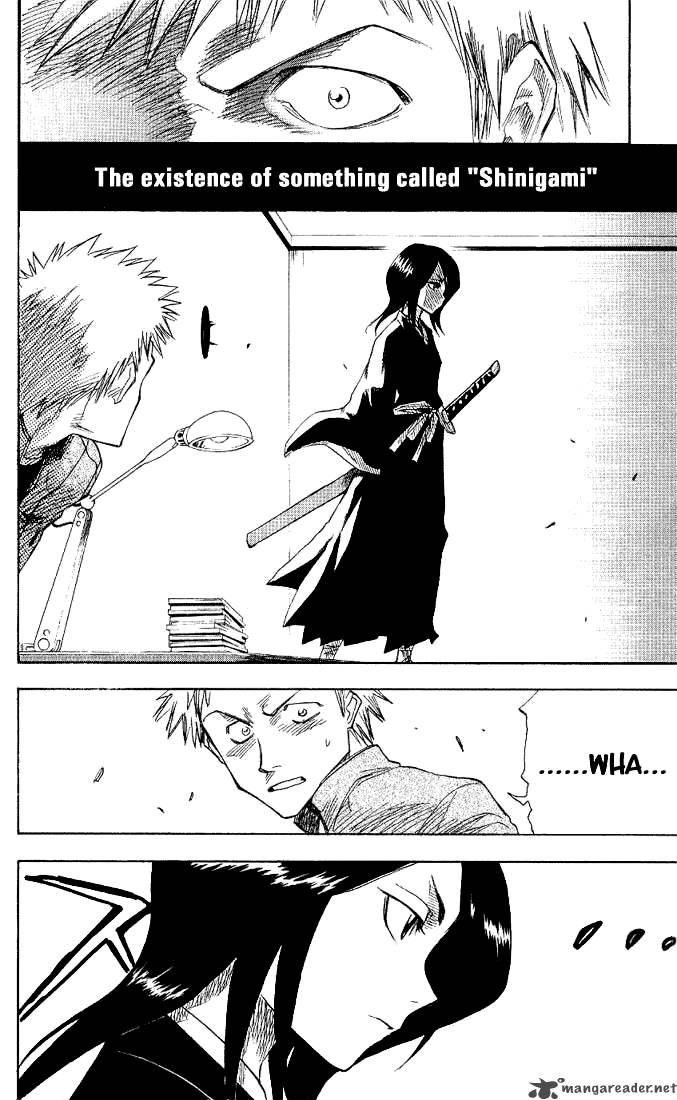 The existence of something called "Shinigami"
......WHA...
mangareader.net